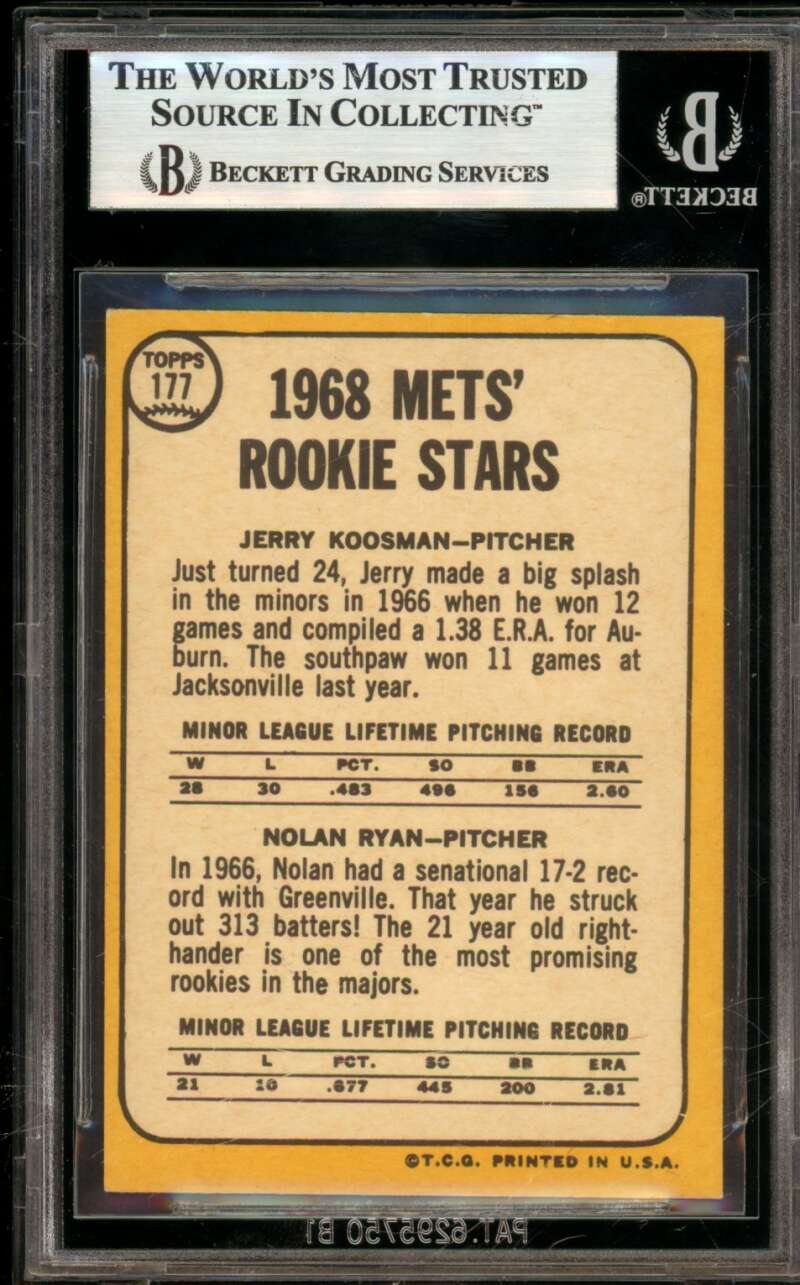 THE WORLD'S MOST TRUSTED
SOURCE IN COLLECTING™
B BECKETT GRADING SERVICES
B
BECKETT®
TOPPS
177
1968 METS'
ROOKIE STARS
JERRY KOOSMAN—PITCHER
Just turned 24, Jerry made a big splash
in the minors in 1966 when he won 12
games and compiled a 1.38 E.R.A. for Au-
burn. The southpaw won 11 games at
Jacksonville last year.
MINOR LEAGUE LIFETIME PITCHING RECORD
W L PCT. SO BB ERA
28 30 .483 496 156 2.60
NOLAN RYAN—PITCHER
In 1966, Nolan had a senational 17-2 rec-
ord with Greenville. That year he struck
out 313 batters! The 21 year old right-
hander is one of the most promising
rookies in the majors.
MINOR LEAGUE LIFETIME PITCHING RECORD
W L PCT. SO BB ERA
21 10 .677 445 200 2.81
©T.C.G. PRINTED IN U.S.A.
PAT.6295750 B1